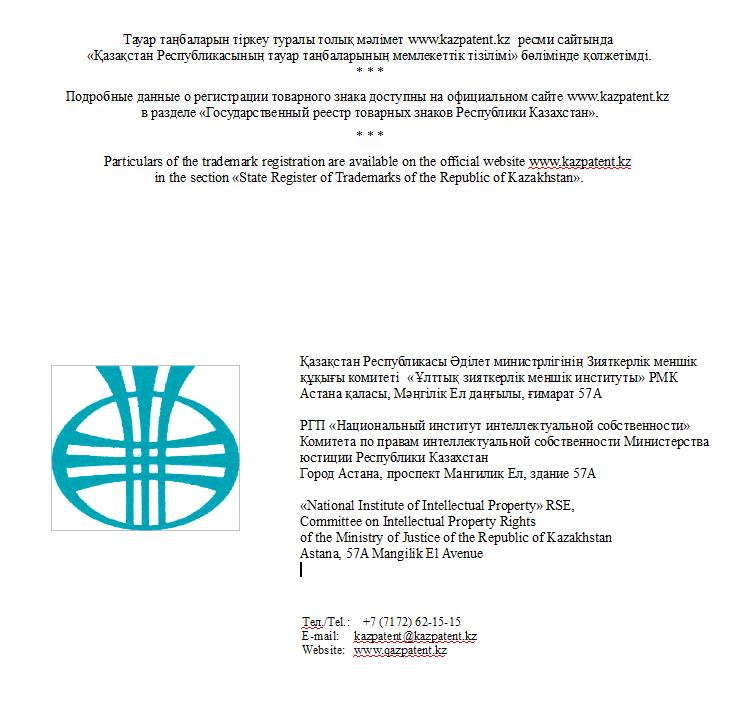 Тауар таңбаларын тіркеу туралы толық мәлімет www.kazpatent.kz ресми сайтында
«Қазақстан Республикасының тауар таңбаларының мемлекеттік тізілімі» бөлімінде қолжетімді.
* * *
Подробные данные о регистрации товарного знака доступны на официальном сайте www.kazpatent.kz
в разделе «Государственный реестр товарных знаков Республики Казахстан».
* * *
Particulars of the trademark registration are available on the official website www.kazpatent.kz
in the section «State Register of Trademarks of the Republic of Kazakhstan».
Қазақстан Республикасы Әділет министрлігінің Зияткерлік меншік
құқығы комитеті «Ұлттық зияткерлік меншік институты» РМК
Астана қаласы, Мәңгілік Ел даңғылы, ғимарат 57А
РГП «Национальный институт интеллектуальной собственности»
Комитета по правам интеллектуальной собственности Министерства
юстиции Республики Казахстан
Город Астана, проспект Мангилик Ел, здание 57А
«National Institute of Intellectual Property» RSE,
Committee on Intellectual Property Rights
of the Ministry of Justice of the Republic of Kazakhstan
Astana, 57A Mangilik El Avenue
Тел./Tel.: +7 (7172) 62-15-15
E-mail: kazpatent@kazpatent.kz
Website: www.qazpatent.kz